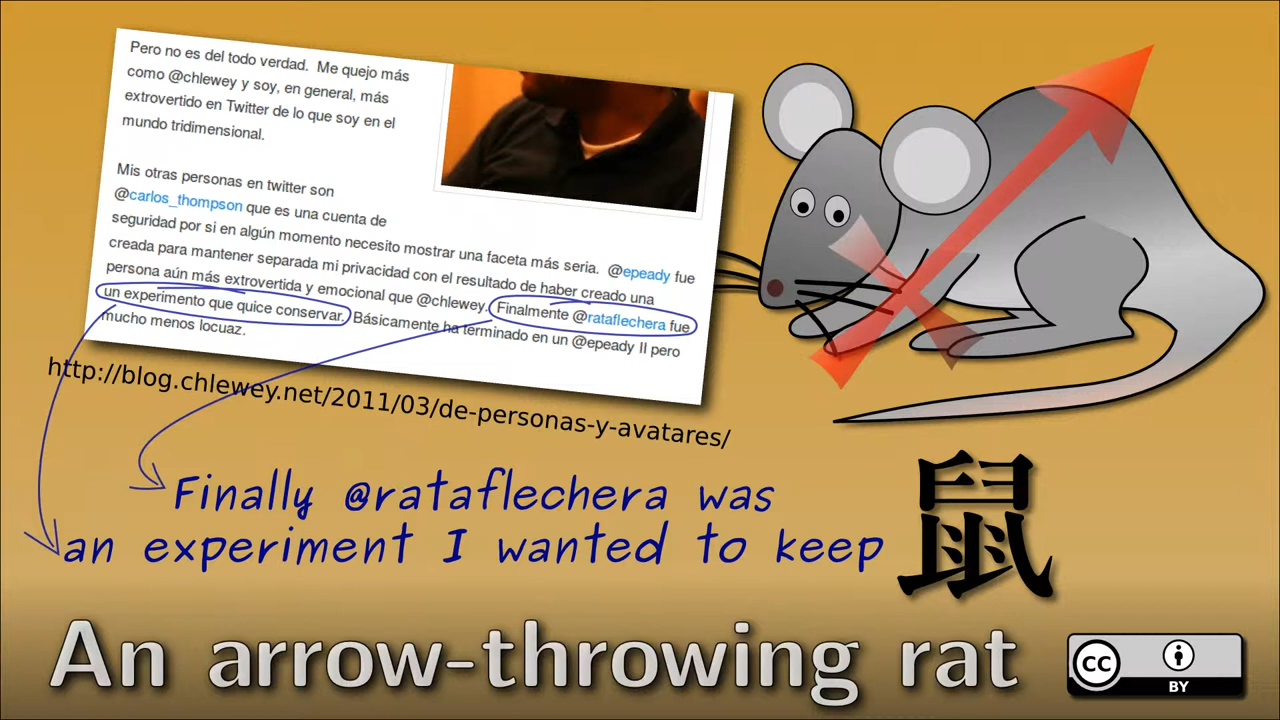 Pero no es del todo verdad. Me quejo más
como @chlewey y soy, en general, más
extrovertido en Twitter de lo que soy en el
mundo tridimensional.
Mis otras personas en twitter son
@carlos_thompson que es una cuenta de
seguridad por si en algún momento necesito mostrar una faceta más seria. @epeady fue
creada para mantener separada mi privacidad con el resultado de haber creado una
persona aún más extrovertida y emocional que @chlewey. Finalmente @rataflechera fue
un experimento que quice conservar. Básicamente ha terminado en un @epeady II pero
mucho menos locuaz.
http://blog.chlewey.net/2011/03/de-personas-y-avatares/
Finally @rataflechera was
an experiment I wanted to keep
鼠
An arrow-throwing rat
cc
BY